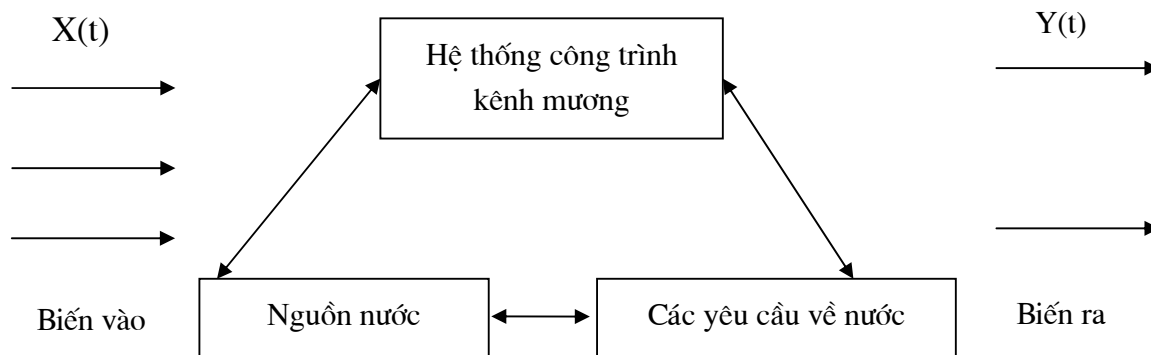 X(t)
Y(t)
Hệ thống công trình
kênh mương
Biến vào
Nguồn nước
Các yêu cầu về nước
Biến ra